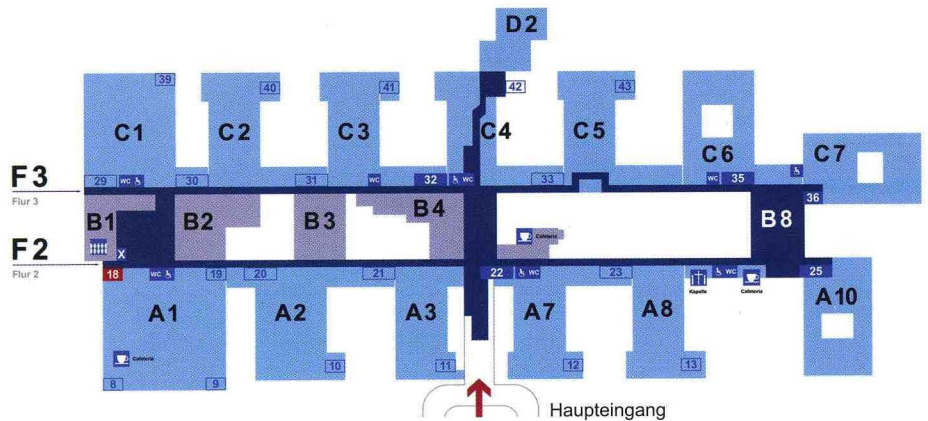 D2
39
40
41
42
43
C1
C2
C3
C4
C5
C6
C7
F3
Flur 3
29
WC
30
31
WC
32
WC
33
WC
35
36
B1
B2
B3
B4
B8
Cafeteria
X
F2
Flur 2
18
WC
19
20
21
22
WC
23
WC
25
Kapelle
Cafeteria
A1
A2
A3
A7
A8
A10
Cafeteria
8
9
10
11
12
13
Haupteingang